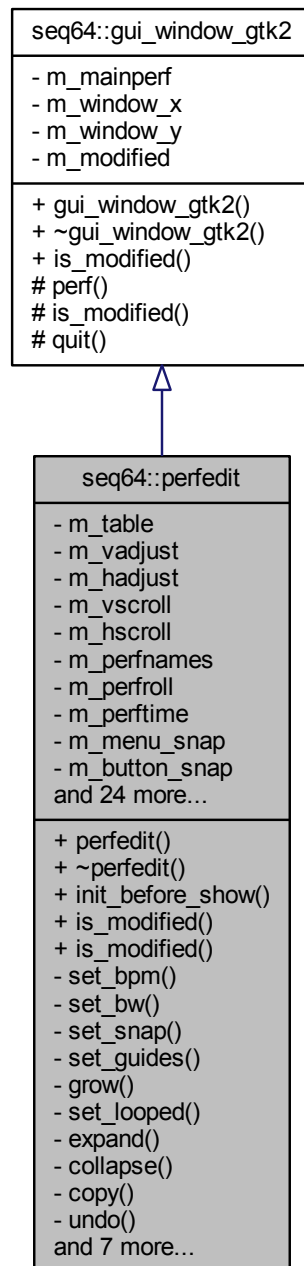 seq64::gui_window_gtk2
- m_mainperf
- m_window_x
- m_window_y
- m_modified
+ gui_window_gtk2()
+ ~gui_window_gtk2()
+ is_modified()
# perf()
# is_modified()
# quit()
seq64::perfedit
- m_table
- m_vadjust
- m_hadjust
- m_vscroll
- m_hscroll
- m_perfnames
- m_perfroll
- m_perftime
- m_menu_snap
- m_button_snap
and 24 more...
+ perfedit()
+ ~perfedit()
+ init_before_show()
+ is_modified()
+ is_modified()
- set_bpm()
- set_bw()
- set_snap()
- set_guides()
- grow()
- set_looped()
- expand()
- collapse()
- copy()
- undo()
and 7 more...